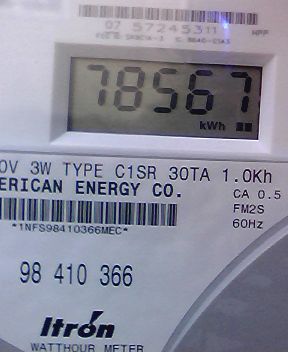 07 57245311
HPP
78567
kWh
0V 3W TYPE C1SR 30TA 1.0Kh
ERICAN ENERGY CO. CA 0.5
FM2S
*1NFS98410366MEC* 60Hz
98 410 366
Itron
WATTHOUR METER